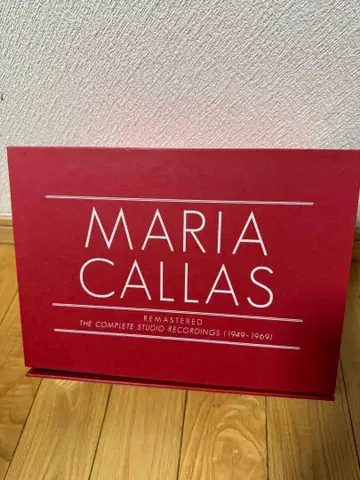 MARIA
CALLAS
REMASTERED
THE COMPLETE STUDIO RECORDINGS (1949-1969)